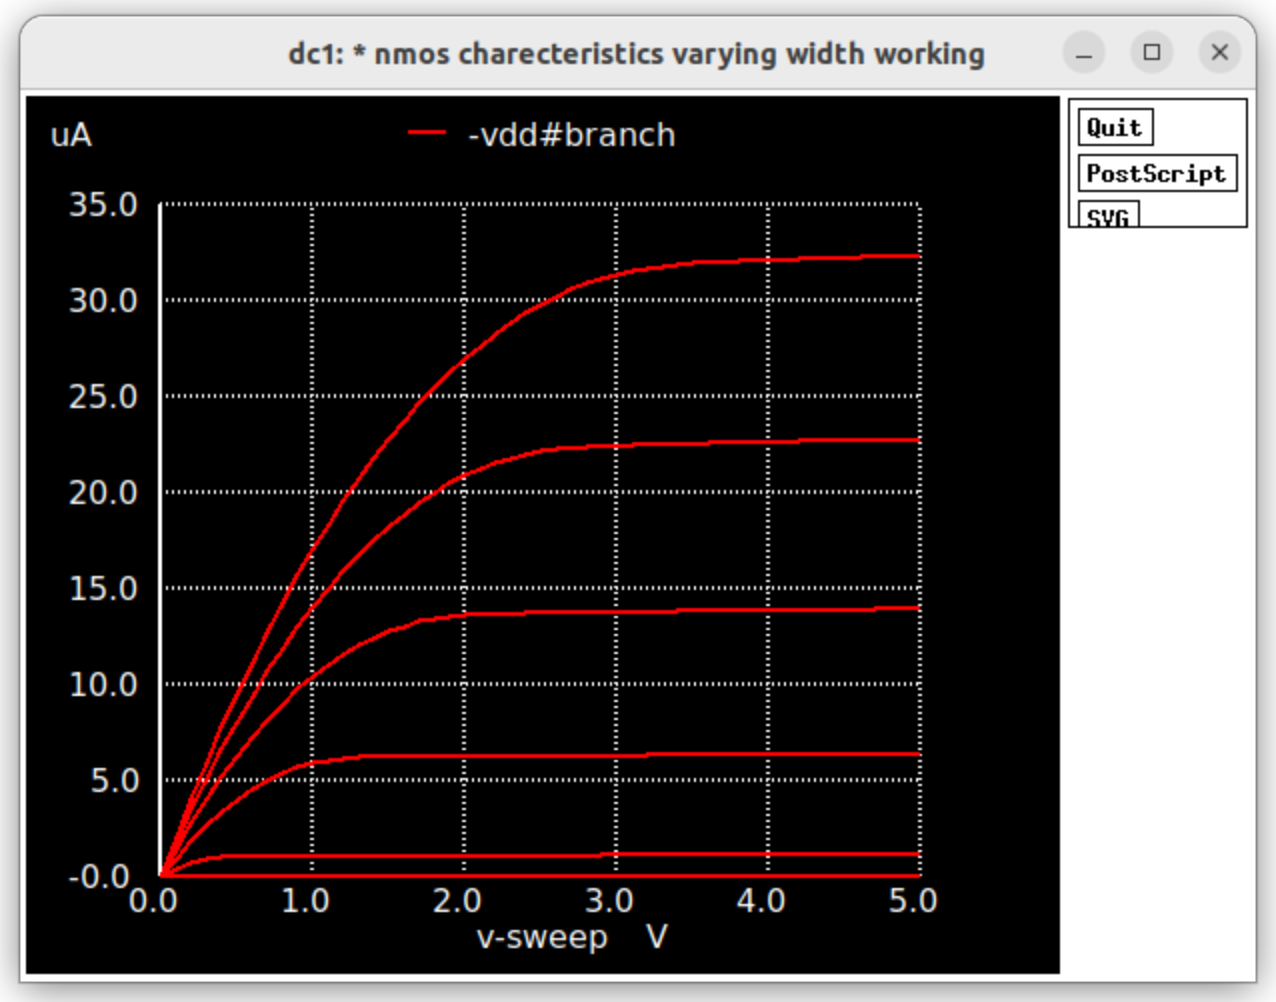 dc1: * nmos charecteristics varying width working
uA
-vdd#branch
Quit
PostScript
SVG
35.0
30.0
25.0
20.0
15.0
10.0
5.0
-0.0
0.0 1.0 2.0 3.0 4.0 5.0
v-sweep V